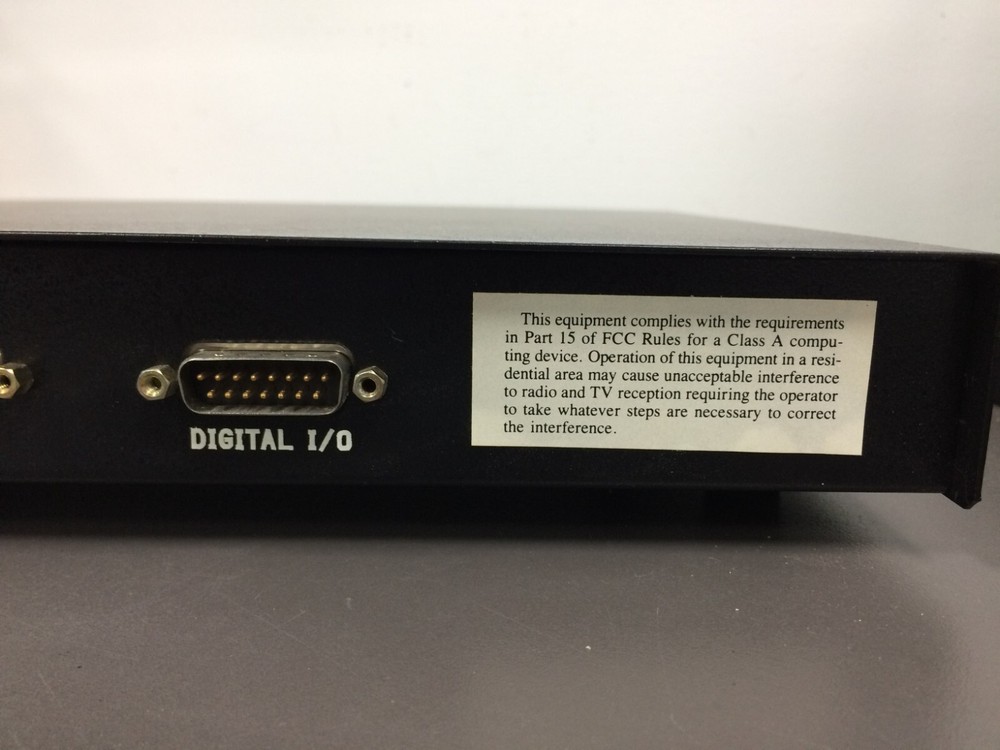 DIGITAL I/O
This equipment complies with the requirements
in Part 15 of FCC Rules for a Class A compu-
ting device. Operation of this equipment in a resi-
dential area may cause unacceptable interference
to radio and TV reception requiring the operator
to take whatever steps are necessary to correct
the interference.